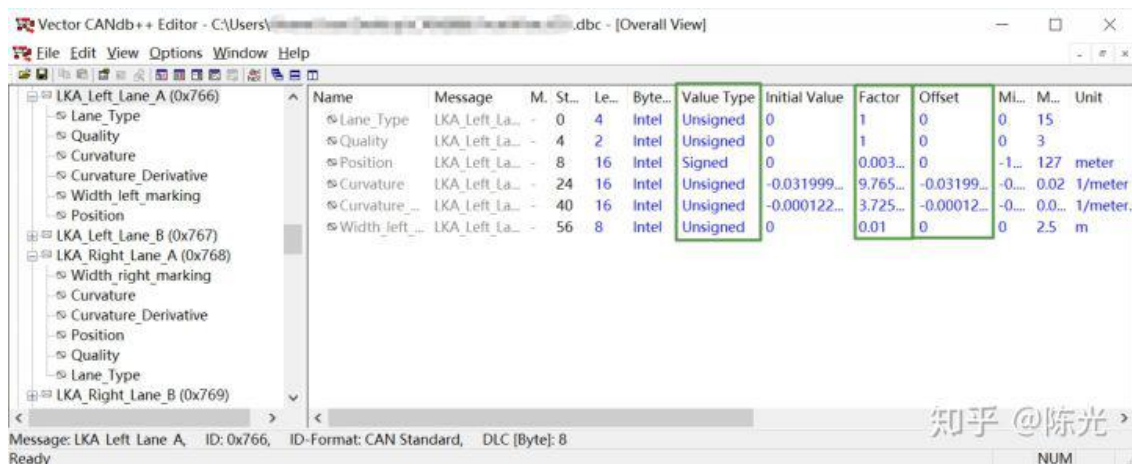 Vector CANdb++ Editor - C:\Users\ .dbc - [Overall View]
File Edit View Options Window Help
LKA_Left_Lane_A (0x766)
Lane_Type
Quality
Curvature
Curvature_Derivative
Width_left_marking
Position
LKA_Left_Lane_B (0x767)
LKA_Right_Lane_A (0x768)
Width_right_marking
Curvature
Curvature_Derivative
Position
Quality
Lane_Type
LKA_Right_Lane_B (0x769)
Name Message M. St... Le... Byte... Value Type Initial Value Factor Offset Mi... M... Unit
Lane_Type LKA_Left_La... - 0 4 Intel Unsigned 0 1 0 0 15
Quality LKA_Left_La... - 4 2 Intel Unsigned 0 1 0 0 3
Position LKA_Left_La... - 8 16 Intel Signed 0 0.003... 0 -1... 127 meter
Curvature LKA_Left_La... - 24 16 Intel Unsigned -0.031999... 9.765... -0.03199... -0.... 0.02 1/meter
Curvature_... LKA_Left_La... - 40 16 Intel Unsigned -0.000122... 3.725... -0.00012... -0.... 0.0... 1/meter.
Width_left_... LKA_Left_La... - 56 8 Intel Unsigned 0 0.01 0 0 2.5 m
知乎 @陈光
Message: LKA_Left_Lane_A, ID: 0x766, ID-Format: CAN Standard, DLC [Byte]: 8
Ready NUM